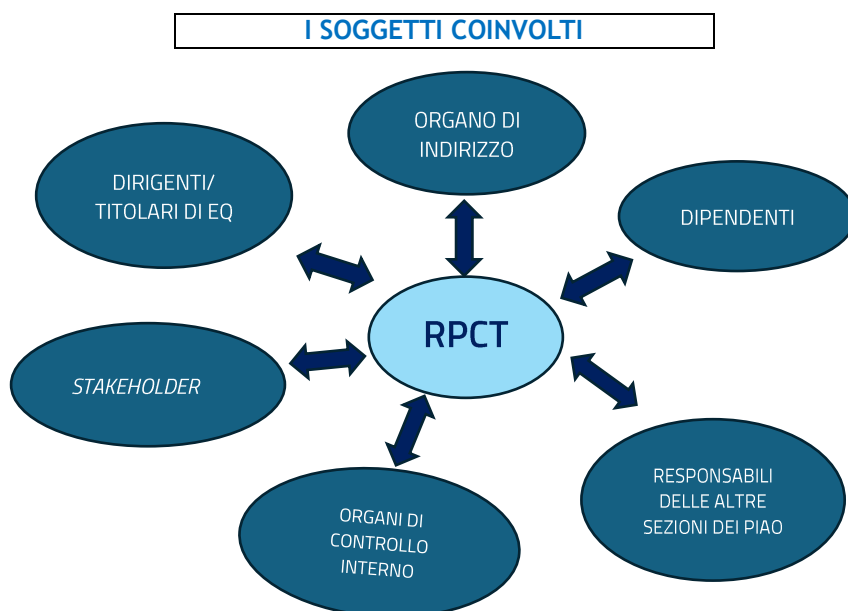 I SOGGETTI COINVOLTI
ORGANO DI
INDIRIZZO
DIRIGENTI/
TITOLARI DI EQ
DIPENDENTI
RPCT
STAKEHOLDER
RESPONSABILI
DELLE ALTRE
SEZIONI DEI PIAO
ORGANI DI
CONTROLLO
INTERNO